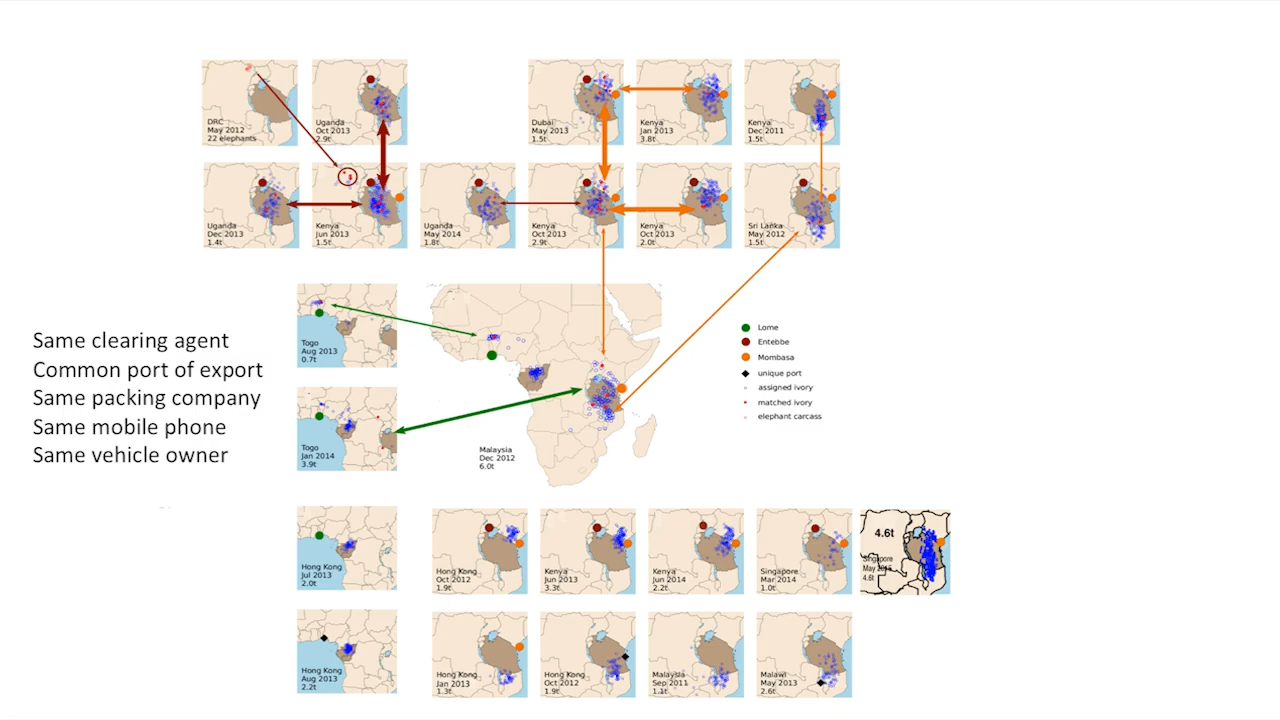 DRC
May 2012
22 elephants
Uganda
Oct 2013
2.9t
Dubai
May 2013
1.5t
Kenya
Jan 2013
3.8t
Kenya
Dec 2011
1.5t
Uganda
Dec 2013
1.4t
Kenya
Jun 2013
1.5t
Uganda
May 2014
1.8t
Kenya
Oct 2013
2.9t
Kenya
Oct 2013
2.0t
Sri Lanka
May 2012
1.5t
Same clearing agent
Common port of export
Same packing company
Same mobile phone
Same vehicle owner
Togo
Aug 2013
0.7t
Togo
Jan 2014
3.9t
Malaysia
Dec 2012
6.0t
Lome
Entebbe
Mombasa
unique port
assigned ivory
matched ivory
elephant carcass
Hong Kong
Jul 2013
2.0t
Hong Kong
Oct 2012
1.9t
Kenya
Jun 2013
3.3t
Kenya
Jun 2014
2.2t
Singapore
Mar 2014
1.0t
4.6t
Singapore
May
4.6t
Hong Kong
Aug 2013
2.2t
Hong Kong
Jan 2013
1.3t
Hong Kong
Oct 2012
1.9t
Malaysia
Sep 2011
1.1t
Malawi
May 2013
2.6t